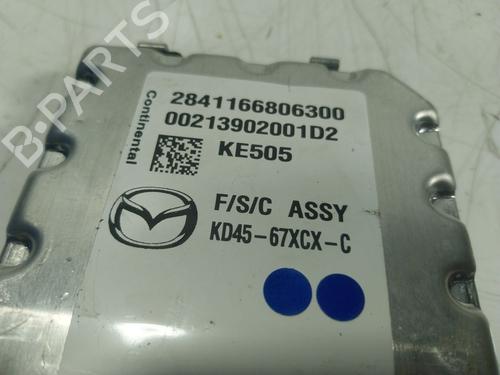 B-PARTS
Continental
2841166806300
00213902001D2
KE505
F/S/C ASSY
KD45-67XCX-C